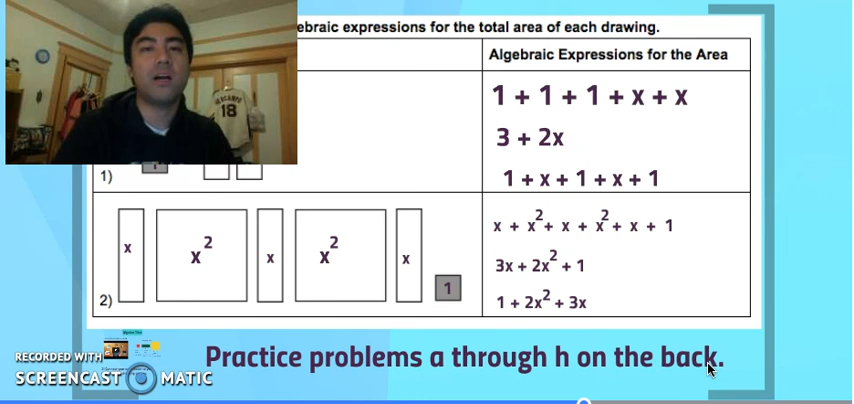 ebraic expressions for the total area of each drawing.
Algebraic Expressions for the Area
1 + 1 + 1 + x + x
3 + 2x
1 + x + 1 + x + 1
1)
18
x
x²
x
x²
x
1
2)
x + x² + x + x² + x + 1
3x + 2x² + 1
1 + 2x² + 3x
Practice problems a through h on the back.
RECORDED WITH
SCREENCAST MATIC